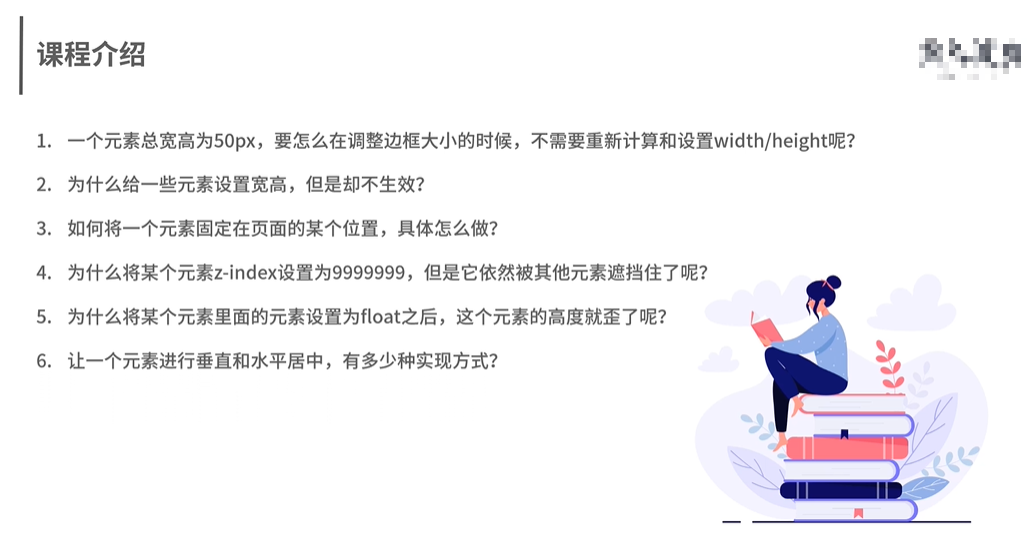 课程介绍
1. 一个元素总宽高为50px，要怎么在调整边框大小的时候，不需要重新计算和设置width/height呢？
2. 为什么给一些元素设置宽高，但是却不生效？
3. 如何将一个元素固定在页面的某个位置，具体怎么做？
4. 为什么将某个元素z-index设置为9999999，但是它依然被其他元素遮挡住了呢？
5. 为什么将某个元素里面的元素设置为float之后，这个元素的高度就歪了呢？
6. 让一个元素进行垂直和水平居中，有多少种实现方式？